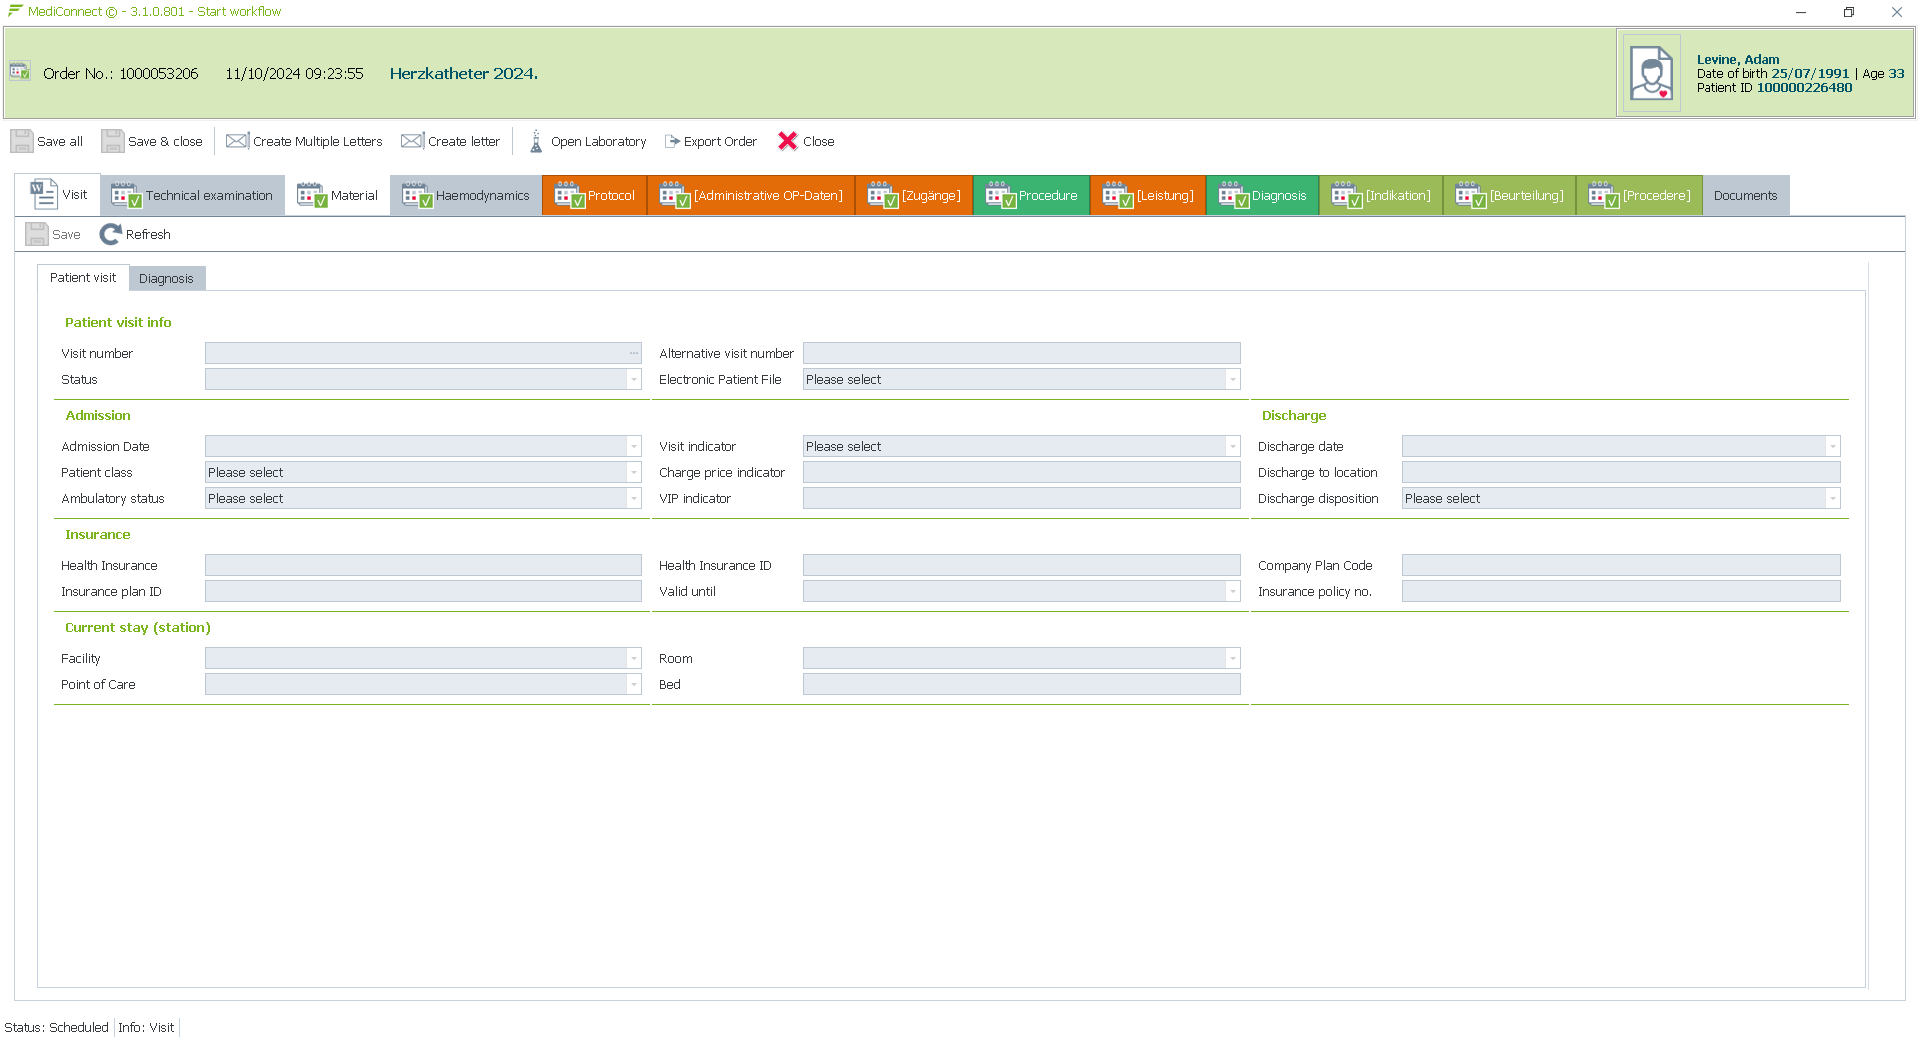 MediConnect © - 3.1.0.801 - Start workflow
Order No.: 1000053206 11/10/2024 09:23:55 Herzkatheter 2024.
Levine, Adam
Date of birth 25/07/1991 | Age 33
Patient ID 100000226480
Save all Save & close Create Multiple Letters Create letter Open Laboratory Export Order Close
Visit Technical examination Material Haemodynamics Protocol [Administrative OP-Daten] [Zugänge] Procedure [Leistung] Diagnosis [Indikation] [Beurteilung] [Procedere] Documents
Save Refresh
Patient visit Diagnosis
Patient visit info
Visit number ... Alternative visit number
Status Electronic Patient File Please select
Admission Discharge
Admission Date Visit indicator Please select Discharge date
Patient class Please select Charge price indicator Discharge to location
Ambulatory status Please select VIP indicator Discharge disposition Please select
Insurance
Health Insurance Health Insurance ID Company Plan Code
Insurance plan ID Valid until Insurance policy no.
Current stay (station)
Facility Room
Point of Care Bed
Status: Scheduled Info: Visit